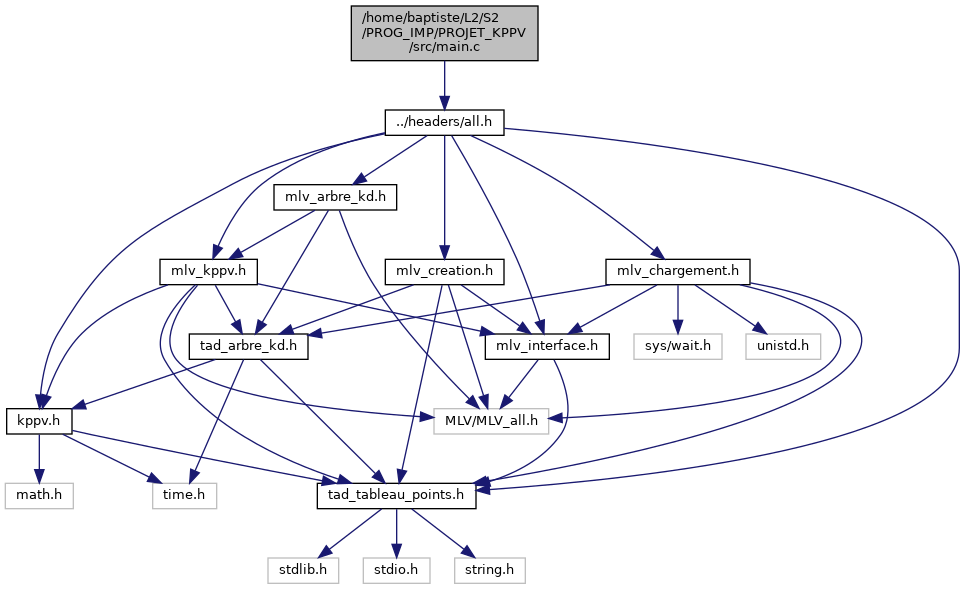 /home/baptiste/L2/S2
/PROG_IMP/PROJET_KPPV
/src/main.c
../headers/all.h
mlv_arbre_kd.h
mlv_kppv.h
mlv_creation.h
mlv_chargement.h
tad_arbre_kd.h
mlv_interface.h
sys/wait.h
unistd.h
kppv.h
MLV/MLV_all.h
math.h
time.h
tad_tableau_points.h
stdlib.h
stdio.h
string.h